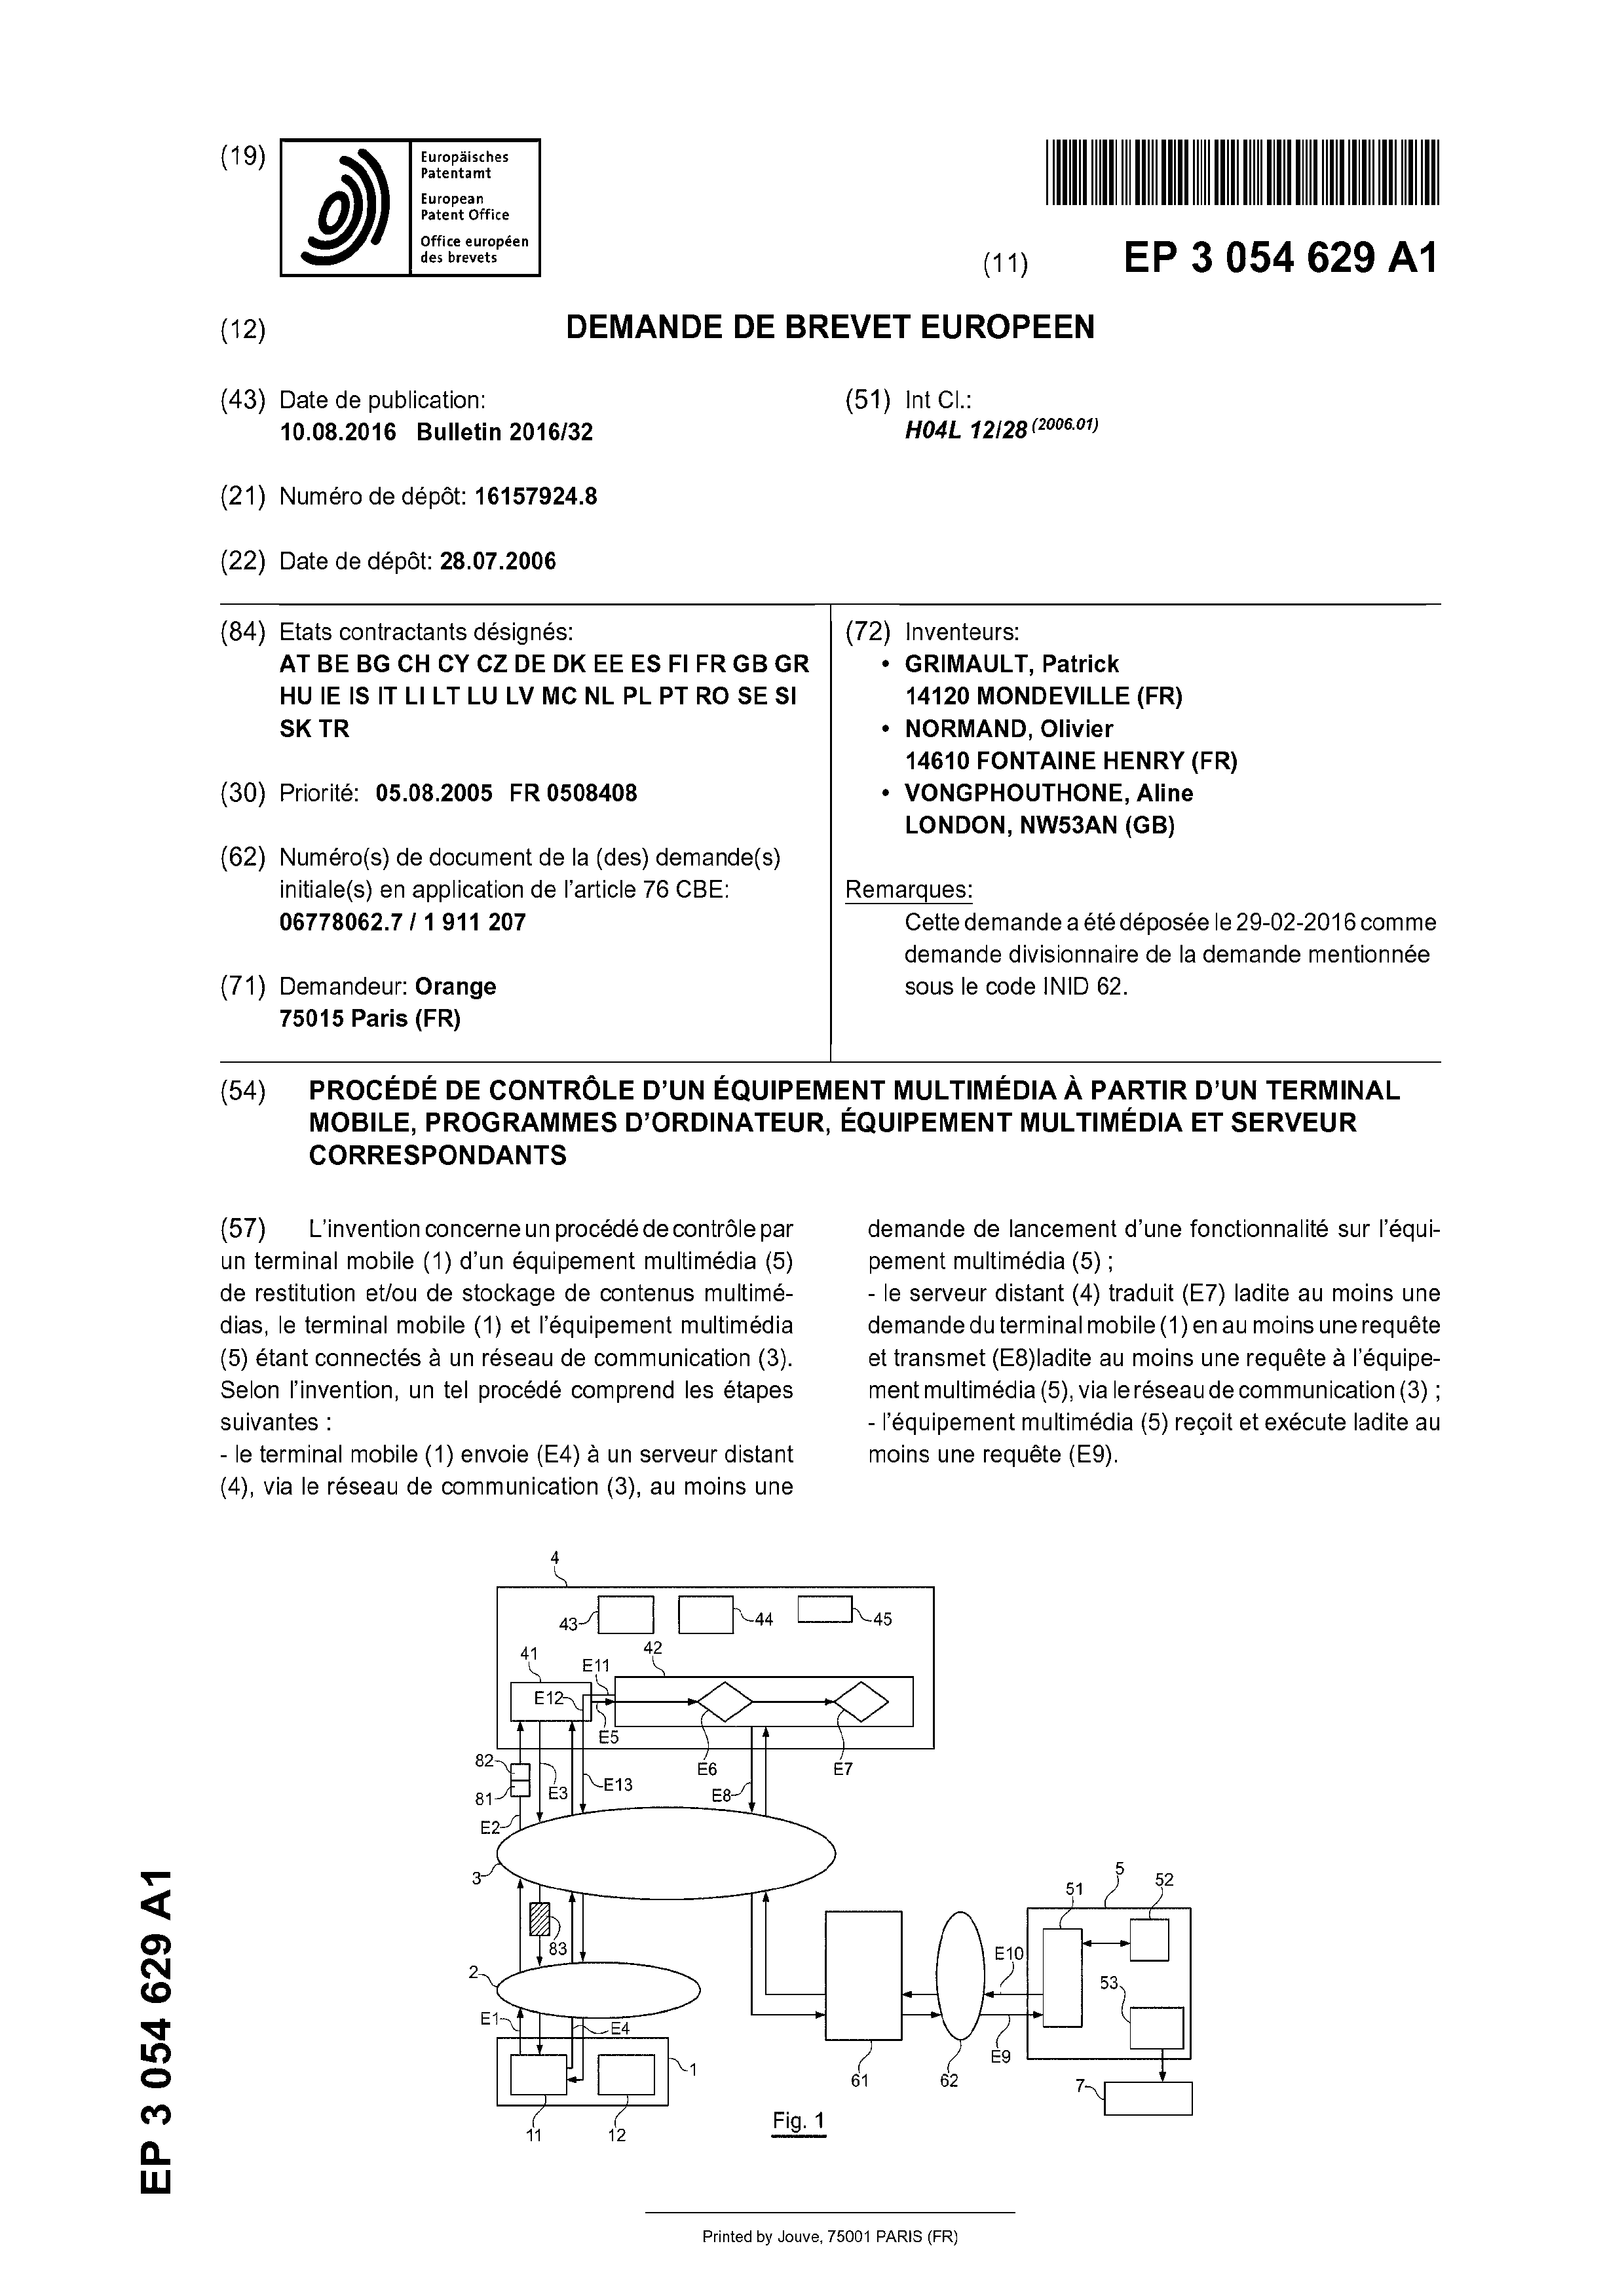 (19)
Europäisches
Patentamt
European
Patent Office
Office européen
des brevets
(11) EP 3 054 629 A1
(12) DEMANDE DE BREVET EUROPEEN
(43) Date de publication:
10.08.2016 Bulletin 2016/32
(51) Int Cl.:
H04L 12/28 (2006.01)
(21) Numéro de dépôt: 16157924.8
(22) Date de dépôt: 28.07.2006
(84) Etats contractants désignés:
AT BE BG CH CY CZ DE DK EE ES FI FR GB GR
HU IE IS IT LI LT LU LV MC NL PL PT RO SE SI
SK TR
(30) Priorité: 05.08.2005 FR 0508408
(62) Numéro(s) de document de la (des) demande(s)
initiale(s) en application de l'article 76 CBE:
06778062.7 / 1 911 207
(71) Demandeur: Orange
75015 Paris (FR)
(72) Inventeurs:
• GRIMAULT, Patrick
14120 MONDEVILLE (FR)
• NORMAND, Olivier
14610 FONTAINE HENRY (FR)
• VONGPHOUTHONE, Aline
LONDON, NW53AN (GB)
Remarques:
Cette demande a été déposée le 29-02-2016 comme
demande divisionnaire de la demande mentionnée
sous le code INID 62.
(54) PROCÉDÉ DE CONTRÔLE D'UN ÉQUIPEMENT MULTIMÉDIA À PARTIR D'UN TERMINAL
MOBILE, PROGRAMMES D'ORDINATEUR, ÉQUIPEMENT MULTIMÉDIA ET SERVEUR
CORRESPONDANTS
(57) L'invention concerne un procédé de contrôle par
un terminal mobile (1) d'un équipement multimédia (5)
de restitution et/ou de stockage de contenus multimé-
dias, le terminal mobile (1) et l'équipement multimédia
(5) étant connectés à un réseau de communication (3).
Selon l'invention, un tel procédé comprend les étapes
suivantes :
- le terminal mobile (1) envoie (E4) à un serveur distant
(4), via le réseau de communication (3), au moins une
demande de lancement d'une fonctionnalité sur l'équi-
pement multimédia (5) ;
- le serveur distant (4) traduit (E7) ladite au moins une
demande du terminal mobile (1) en au moins une requête
et transmet (E8)ladite au moins une requête à l'équipe-
ment multimédia (5), via le réseau de communication (3) ;
- l'équipement multimédia (5) reçoit et exécute ladite au
moins une requête (E9).
4
43 44 45
41 E11 42
E12
E5
82 E3 E13 E6 E7
81 E8
E2
3
5 52
51
83
2 E10
53
E1 E4
E9
1 61 62 7
11 12
Fig. 1
EP 3 054 629 A1
Printed by Jouve, 75001 PARIS (FR)